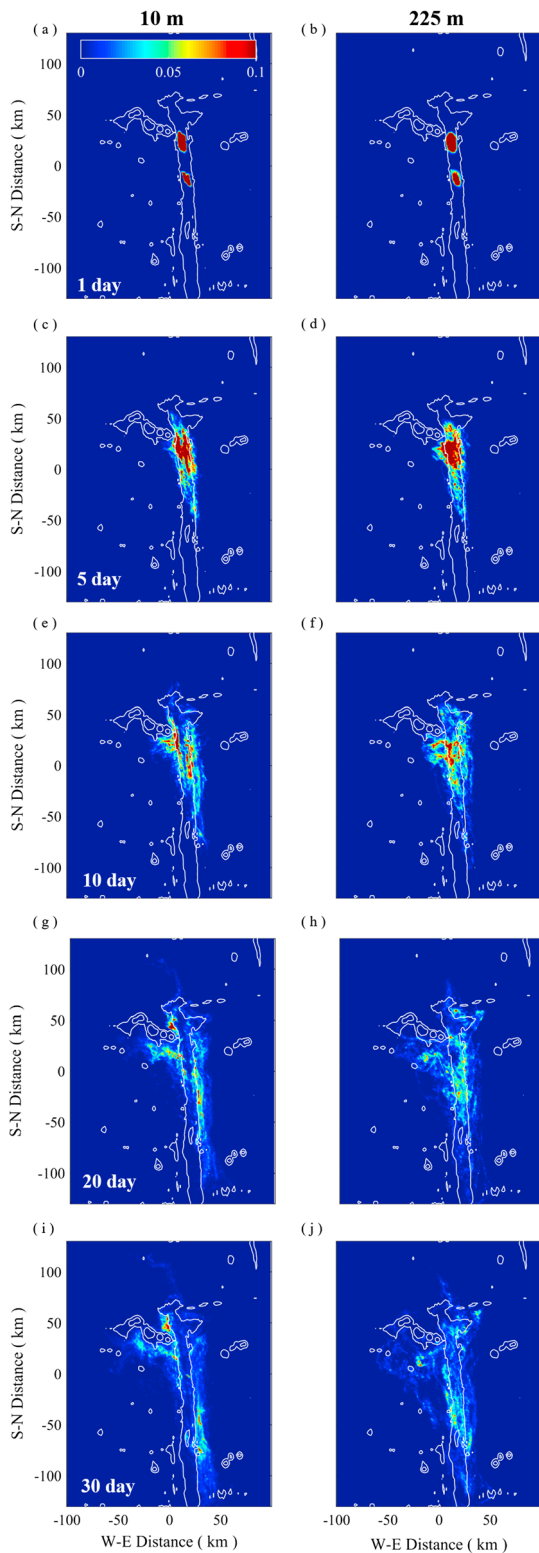 10 m 225 m
( a ) ( b )
0 0.05 0.1
100
50
0
-50
-100
S-N Distance ( km )
1 day
( c ) ( d )
100
50
0
-50
-100
S-N Distance ( km )
5 day
( e ) ( f )
100
50
0
-50
-100
S-N Distance ( km )
10 day
( g ) ( h )
100
50
0
-50
-100
S-N Distance ( km )
20 day
( i ) ( j )
100
50
0
-50
-100
S-N Distance ( km )
30 day
-100 -50 0 50 -100 -50 0 50
W-E Distance ( km ) W-E Distance ( km )